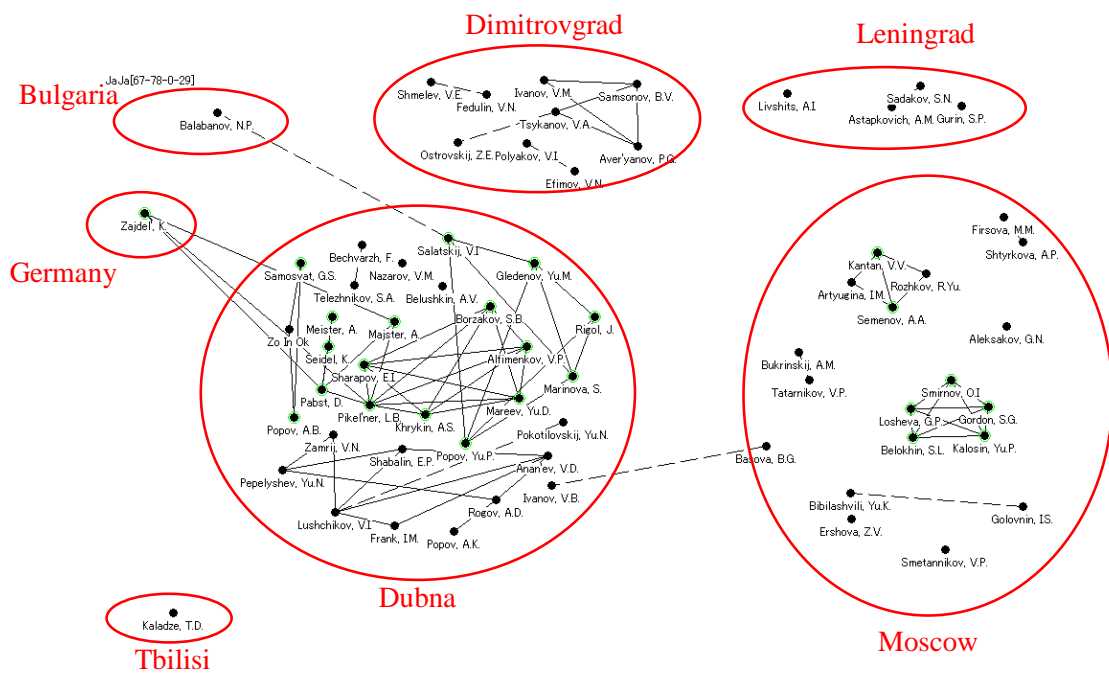 Dimitrovgrad
Leningrad
JaJa[67-78-0-29]
Bulgaria
Balabanov, N.P.
Shmelev, V.E.
Fedulin, V.N.
Ivanov, V.M.
Samsonov, B.V.
Tsykanov, V.A.
Ostrovskij, Z.E.
Polyakov, V.I
Aver'yanov, P.G.
Efimov, V.N.
Livshits, A.I
Sadakov, S.N.
Astapkovich, A.M.
Gurin, S.P.
Zajdel', K.
Germany
Salatskij, V.I
Bechvarzh, F.
Samosvat, G.S.
Nazarov, V.M.
Gledenov, Yu.M.
Telezhnikov, S.A.
Belushkin, A.V.
Borzakov, S.B.
Meister, A.
Majster, A.
Rigol, J.
Zo In Ok
Seidel, K.
Alfimenkov, V.P.
Sharapov, E.I.
Marinova, S.
Pabst, D.
Pikel'ner, L.B.
Khrykin, A.S.
Mareev, Yu.D.
Popov, A.B.
Pokotilovskij, Yu.N.
Zamrij, V.N.
Shabalin, E.P.
Popov, Yu.P.
Anan'ev, V.D.
Pepelyshev, Yu.N.
Ivanov, V.B.
Rogov, A.D.
Lushchikov, V.I
Frank, I.M.
Popov, A.K.
Dubna
Firsova, M.M.
Shtyrkova, A.P.
Kantan, V.V.
Rozhkov, R.Yu.
Artyugina, I.M.
Semenov, A.A.
Aleksakov, G.N.
Bukrinskij, A.M.
Tatarnikov, V.P.
Smirnov, O.I
Losheva, G.P.
Gordon, S.G.
Belokhin, S.L.
Kalosin, Yu.P.
Basova, B.G.
Bibilashvili, Yu.K.
Golovnin, I.S.
Ershova, Z.V.
Smetannikov, V.P.
Moscow
Kaladze, T.D.
Tbilisi